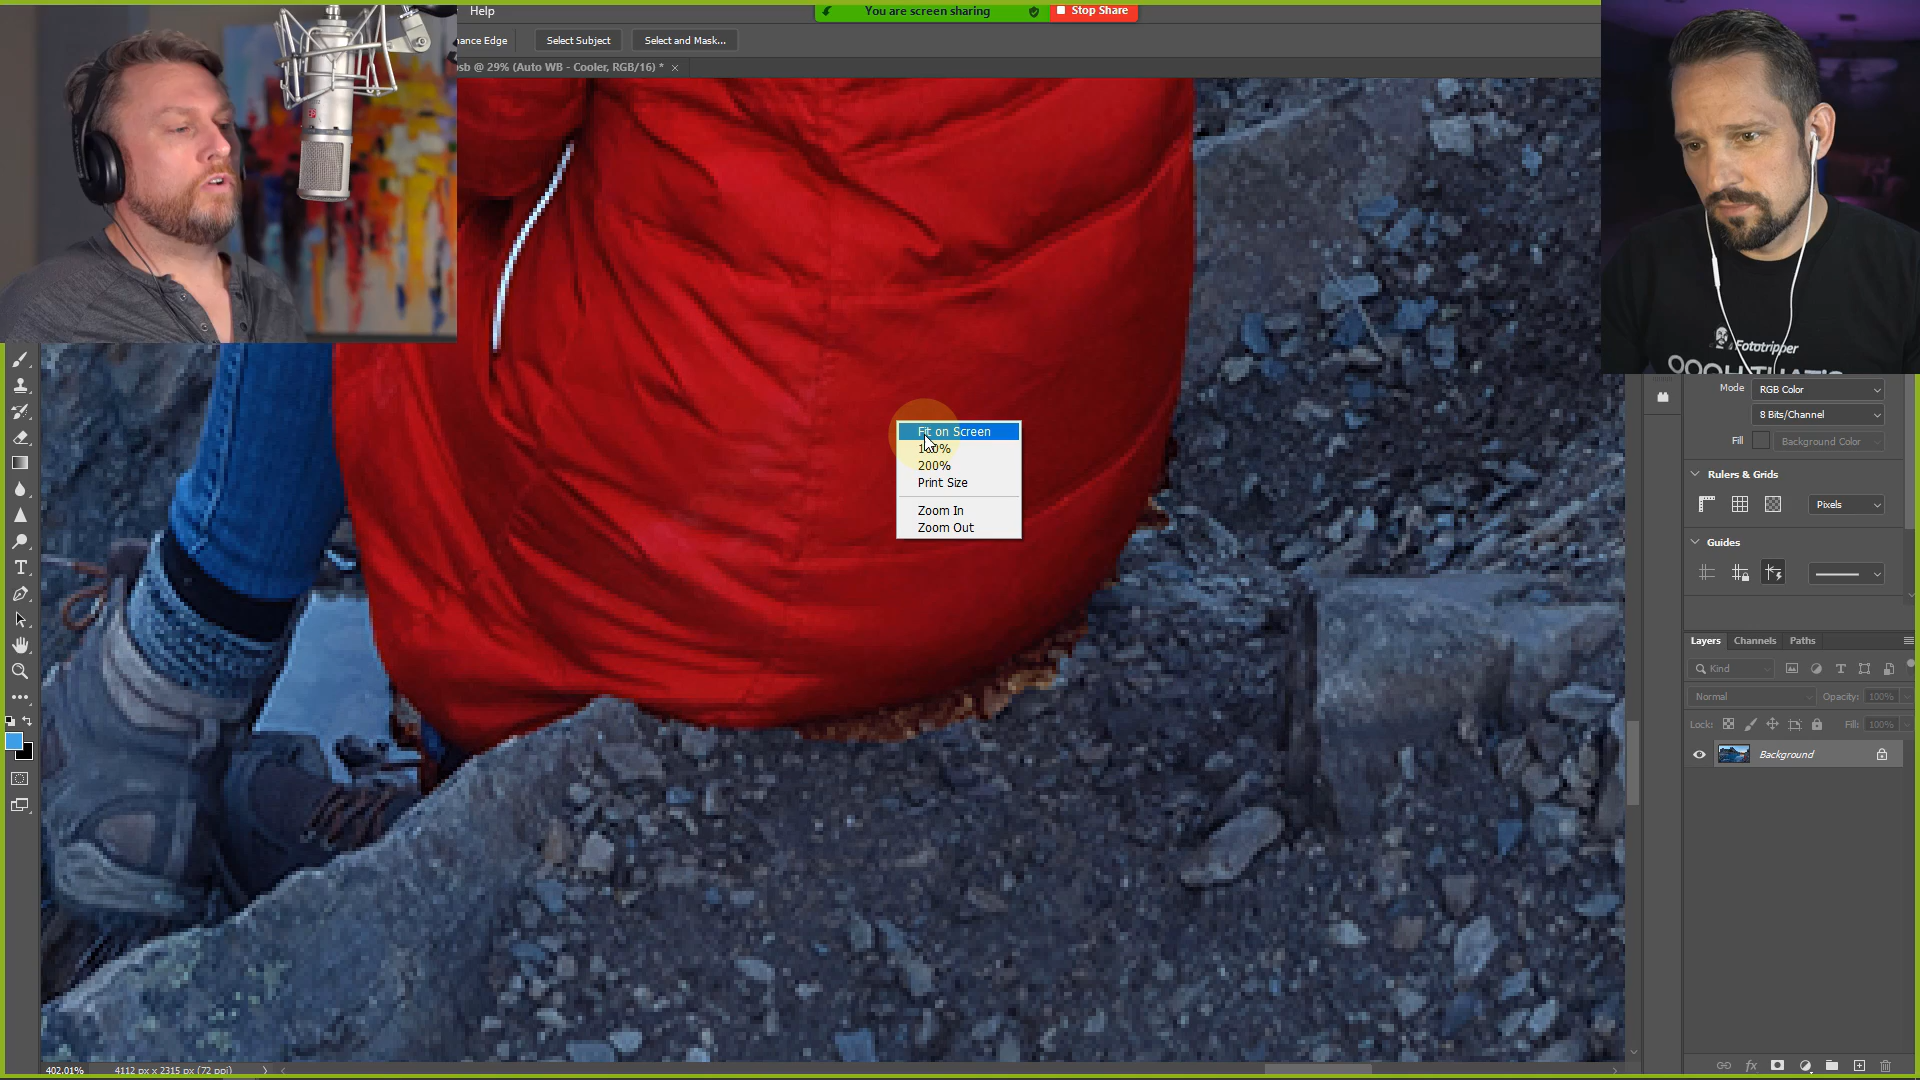 Help
You are screen sharing
Stop Share
nance Edge
Select Subject
Select and Mask...
sb @ 29% (Auto WB - Cooler, RGB/16) *
Fototripper
Mode
RGB Color
8 Bits/Channel
Fill
Background Color
Fit on Screen
200%
Print Size
Zoom In
Zoom Out
Rulers & Grids
Pixels
Guides
Layers
Channels
Paths
Kind
Normal
Opacity: 100%
Lock:
Fill: 100%
Background
402.01%
4112 px x 2315 px (72 ppi)